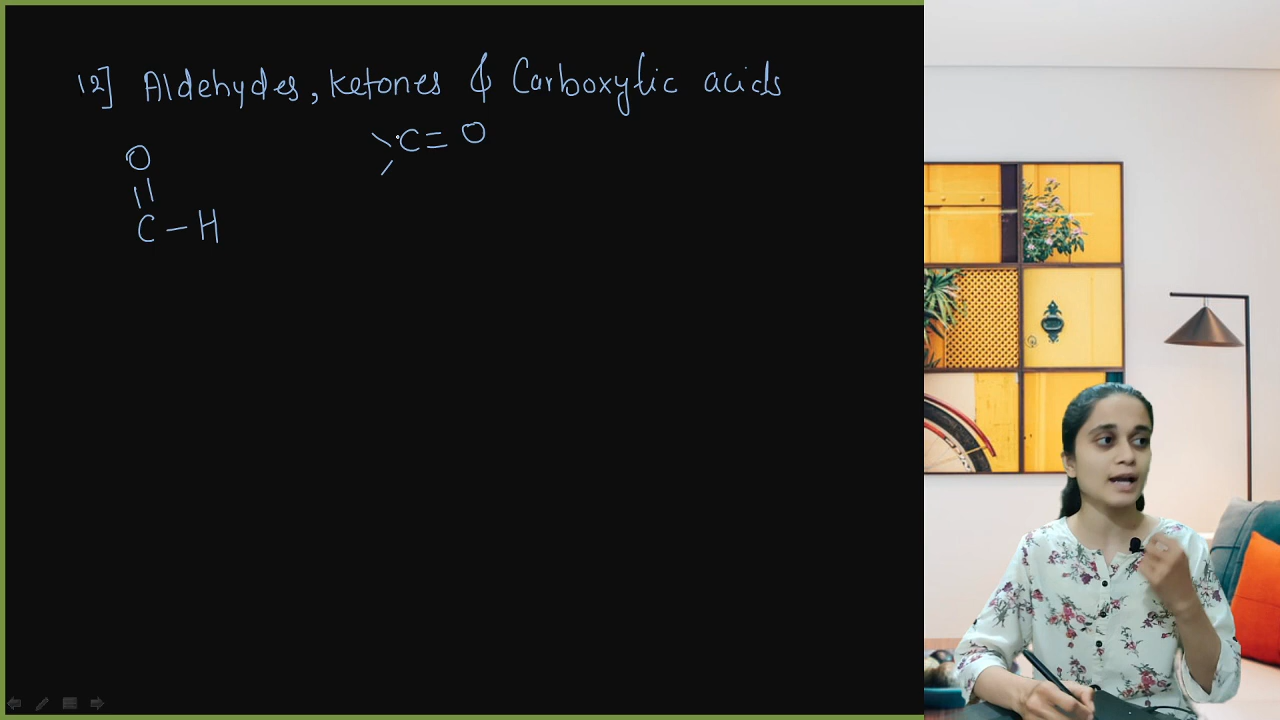 12] Aldehydes, ketones & Carboxylic acids
>C=O
O
||
C-H